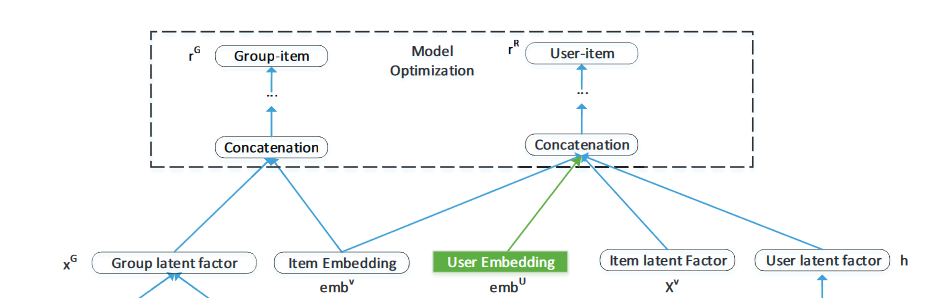 r^G Group-item Model Optimization r^R User-item
...
...
Concatenation Concatenation
x^G Group latent factor Item Embedding User Embedding Item latent Factor User latent factor h
emb^v emb^U X^v